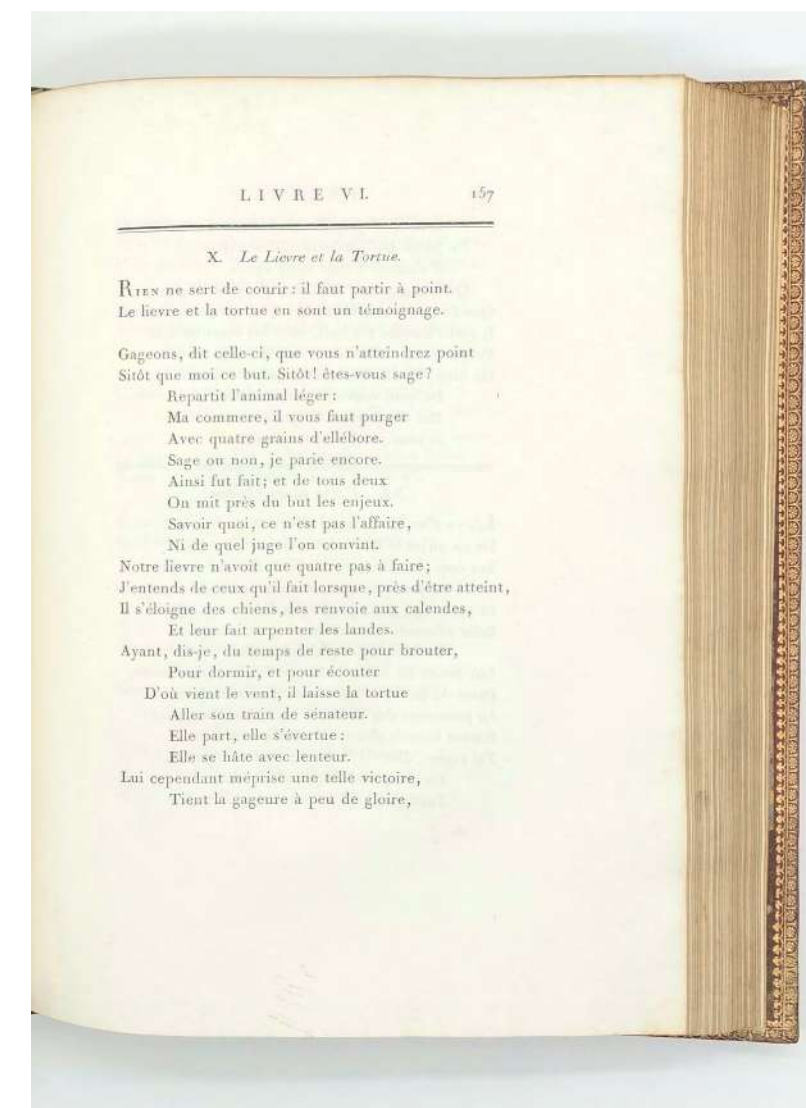 LIVRE VI. 157
X. Le Lievre et la Tortue.
RIEN ne sert de courir : il faut partir à point.
Le lievre et la tortue en sont un témoignage.
Gageons, dit celle-ci, que vous n'atteindrez point
Sitôt que moi ce but. Sitôt ! êtes-vous sage ?
Repartit l'animal léger :
Ma commere, il vous faut purger
Avec quatre grains d'ellébore.
Sage ou non, je parie encore.
Ainsi fut fait ; et de tous deux
On mit près du but les enjeux.
Savoir quoi, ce n'est pas l'affaire,
Ni de quel juge l'on convint.
Notre lievre n'avoit que quatre pas à faire ;
J'entends de ceux qu'il fait lorsque, près d'être atteint,
Il s'éloigne des chiens, les renvoie aux calendes,
Et leur fait arpenter les landes.
Ayant, dis-je, du temps de reste pour brouter,
Pour dormir, et pour écouter
D'où vient le vent, il laisse la tortue
Aller son train de sénateur.
Elle part, elle s'évertue :
Elle se hâte avec lenteur.
Lui cependant méprise une telle victoire,
Tient la gageure à peu de gloire,